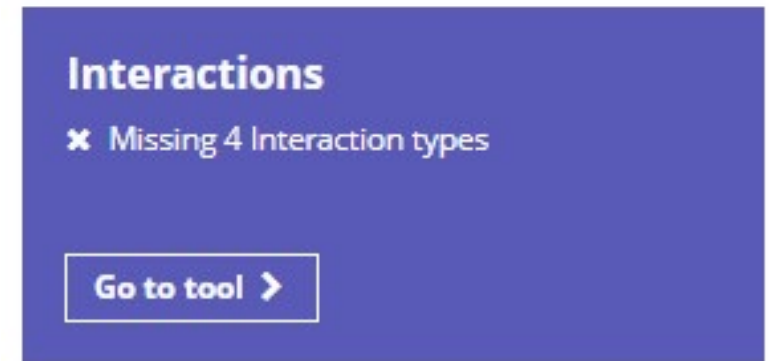 Interactions
✖ Missing 4 Interaction types
Go to tool